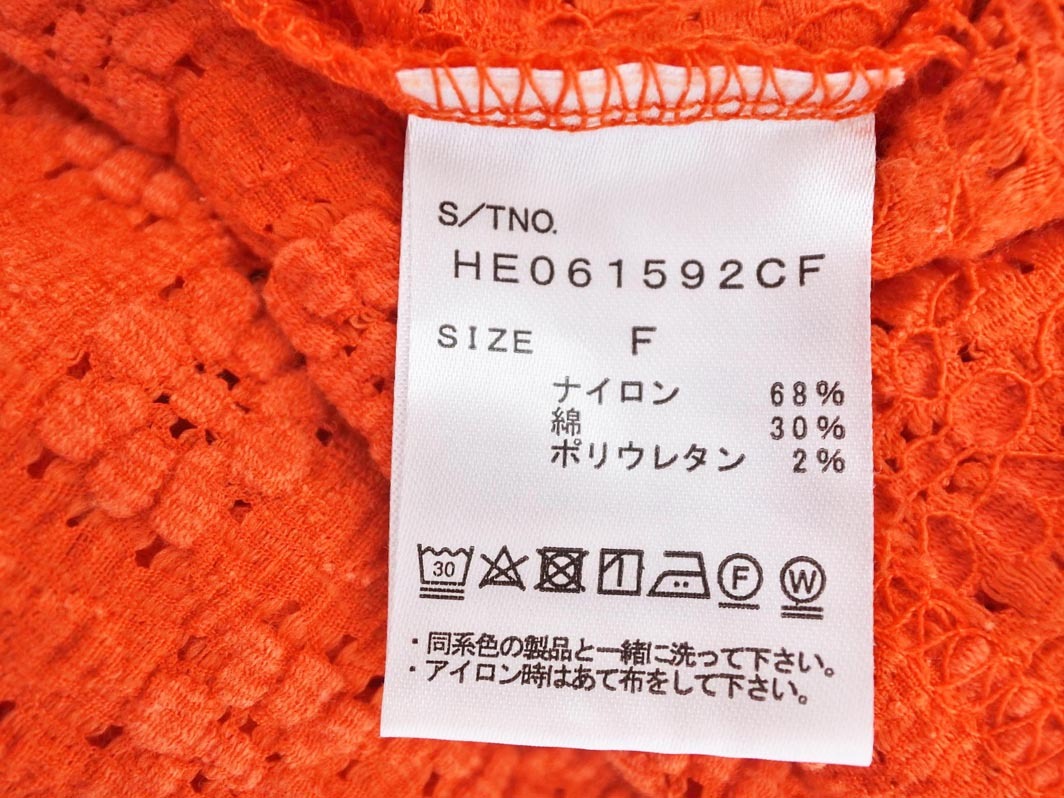 S/TNO.
HE061592CF
SIZE F
ナイロン 68%
綿 30%
ポリウレタン 2%
30 F W
・同系色の製品と一緒に洗って下さい。
・アイロン時はあて布をして下さい。